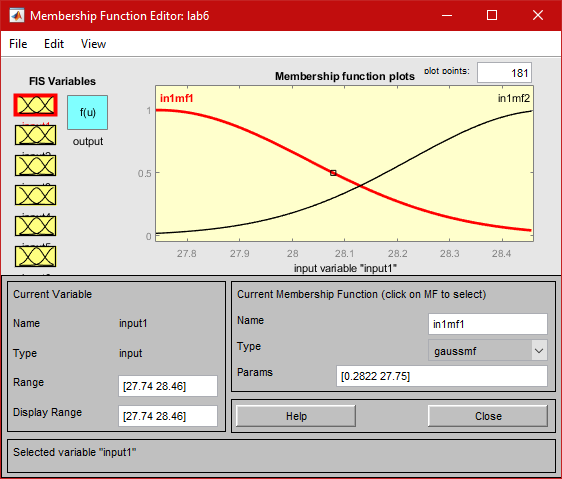 Membership Function Editor: lab6
File Edit View
FIS Variables
f(u)
output
Membership function plots
plot points:
181
in1mf1
in1mf2
1
0.5
0
27.8 27.9 28 28.1 28.2 28.3 28.4
input variable "input1"
Current Variable
Name input1
Type input
Range [27.74 28.46]
Display Range [27.74 28.46]
Current Membership Function (click on MF to select)
Name in1mf1
Type gaussmf
Params [0.2822 27.75]
Help Close
Selected variable "input1"